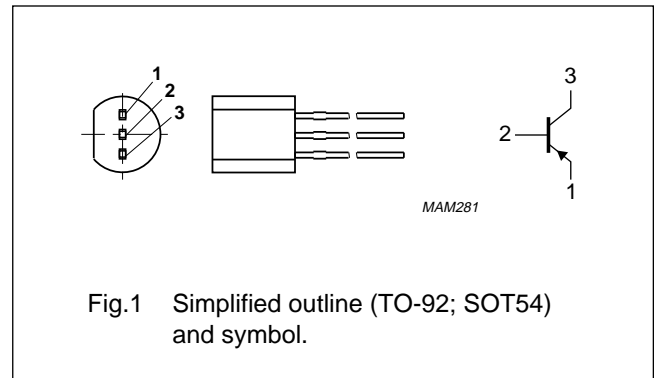 1
2
3
3
2
1
MAM281
Fig.1 Simplified outline (TO-92; SOT54)
and symbol.